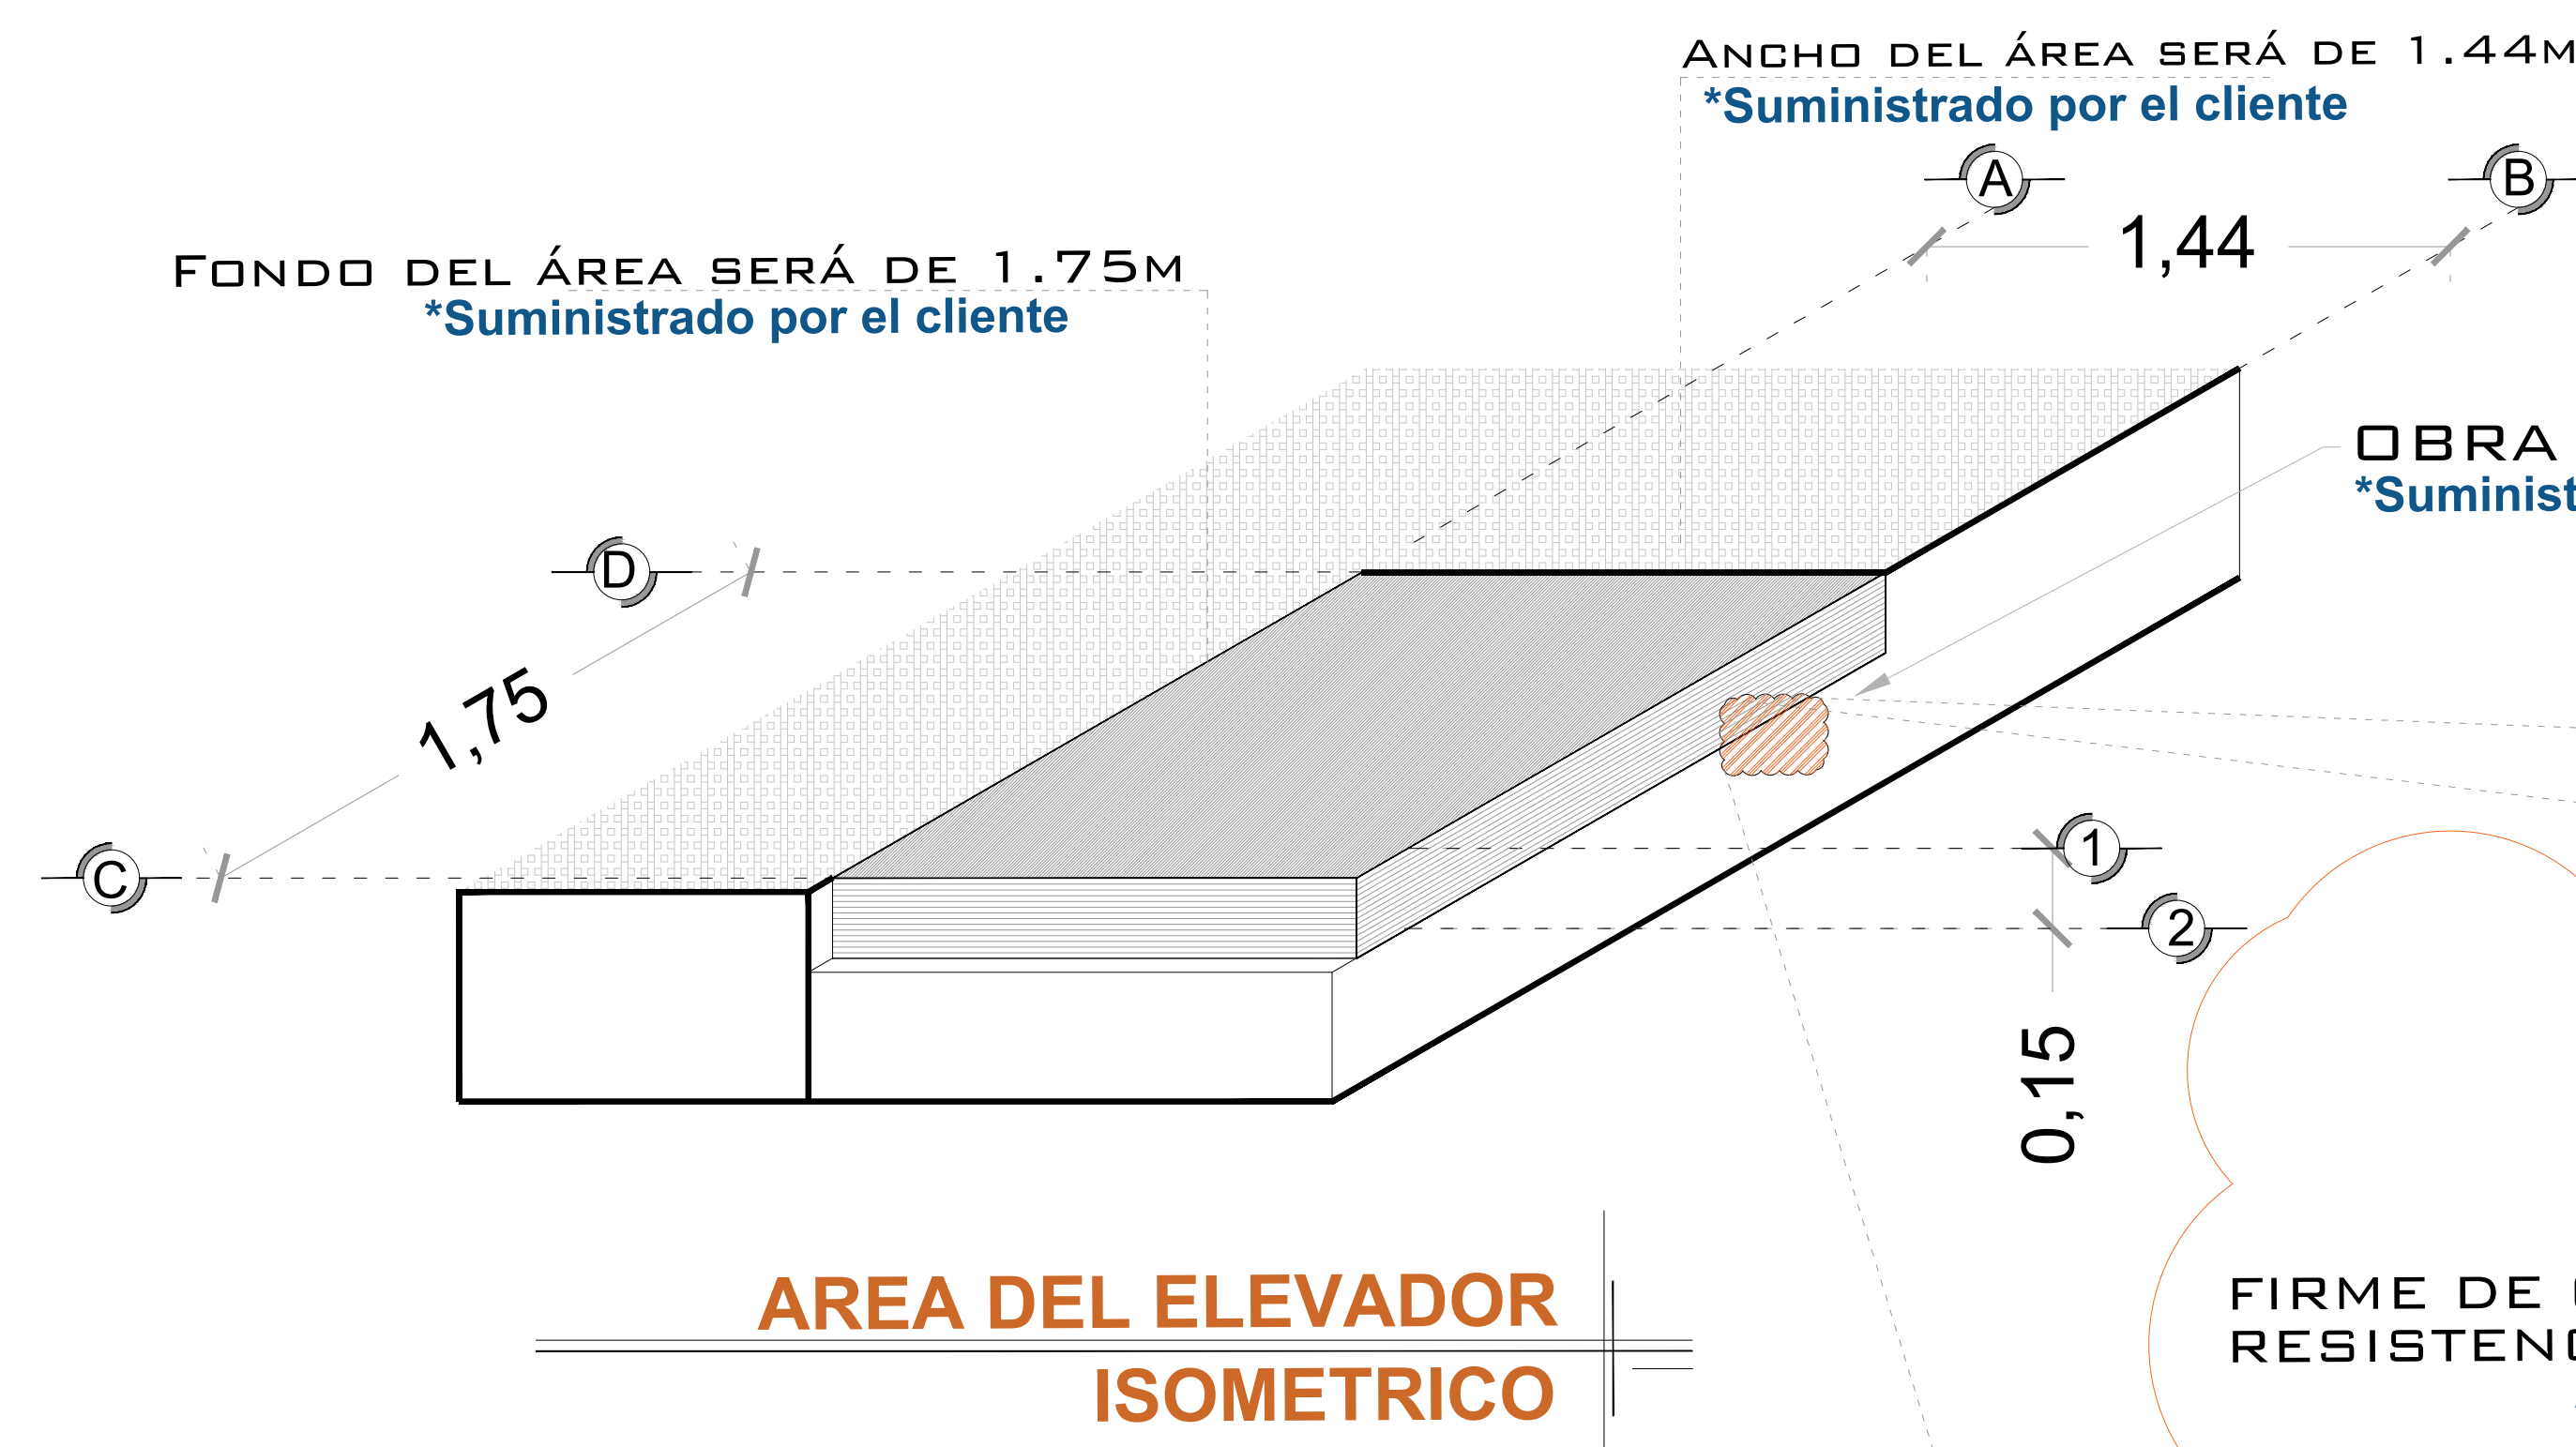 Ancho del área será de 1.44m
*Suministrado por el cliente
A
B
1,44
Fondo del área será de 1.75m
*Suministrado por el cliente
OBRA
D
1,75
C
1
2
0,15
AREA DEL ELEVADOR
ISOMETRICO
FIRME DE